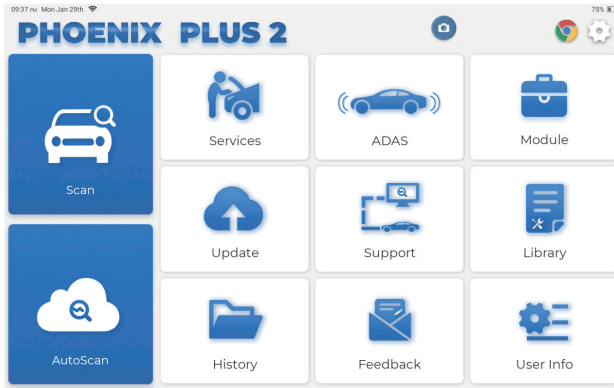 09:37 PM Mon Jan 29th 75%
PHOENIX PLUS 2
Scan
Services
ADAS
Module
Update
Support
Library
AutoScan
History
Feedback
User Info